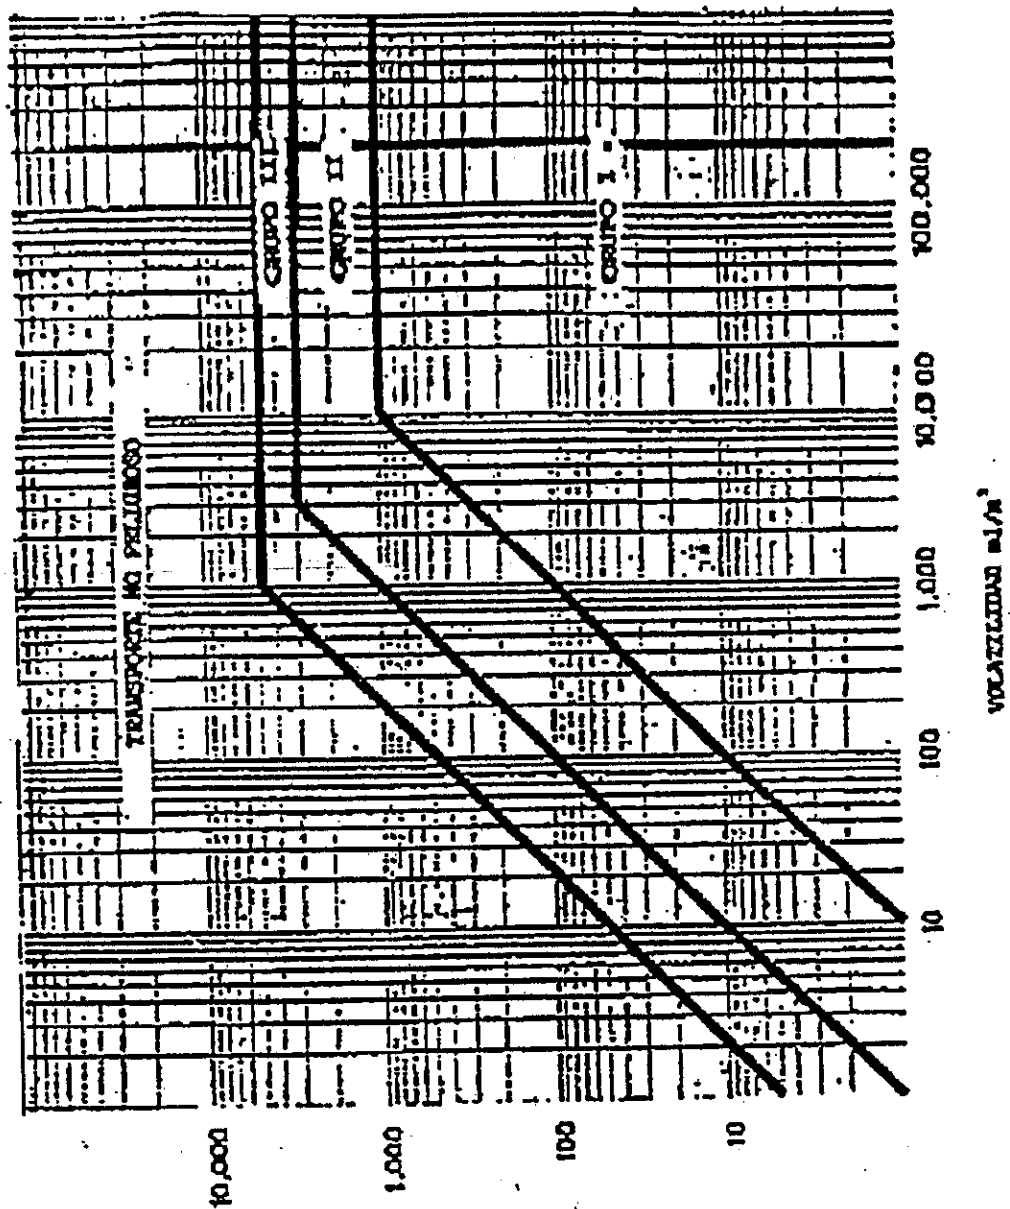 TRANSPORTE NO PELIGROSO
GRUPO III
GRUPO II
GRUPO I
10,000
1,000
100
10
10
100
1,000
10,000
100,000
VOLATILIDAD ml/m³